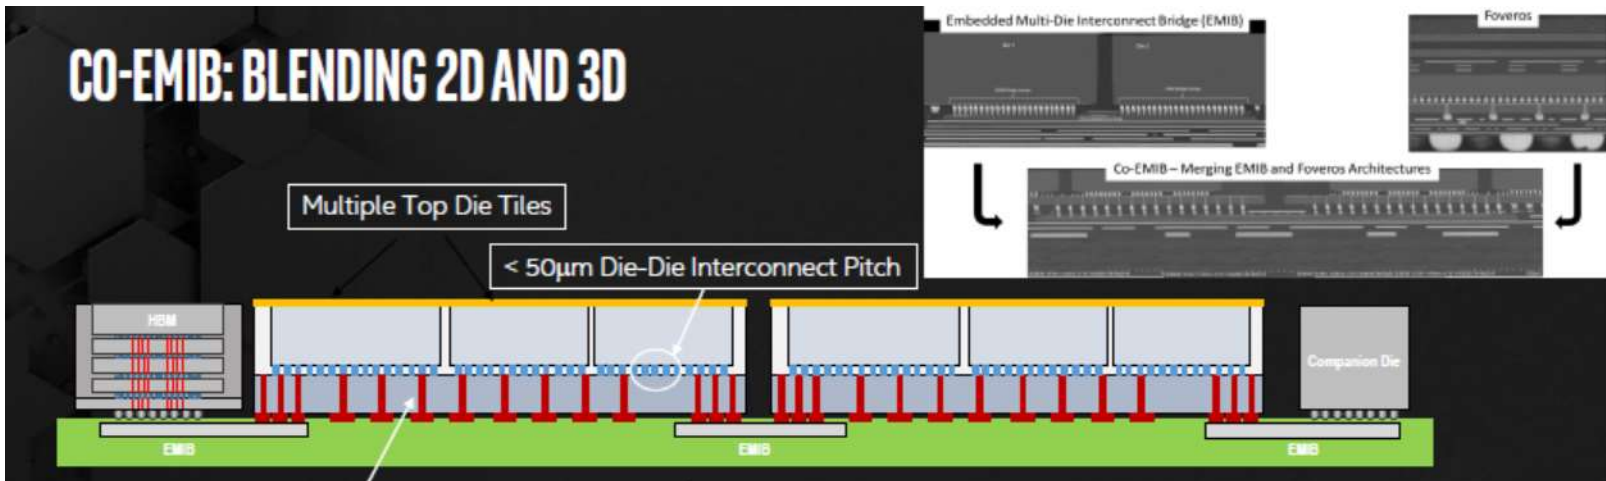 CO-EMIB: BLENDING 2D AND 3D
Embedded Multi-Die Interconnect Bridge (EMIB)
Foveros
Co-EMIB – Merging EMIB and Foveros Architectures
Multiple Top Die Tiles
< 50μm Die-Die Interconnect Pitch
HBM
Companion Die
EMIB
EMIB
EMIB